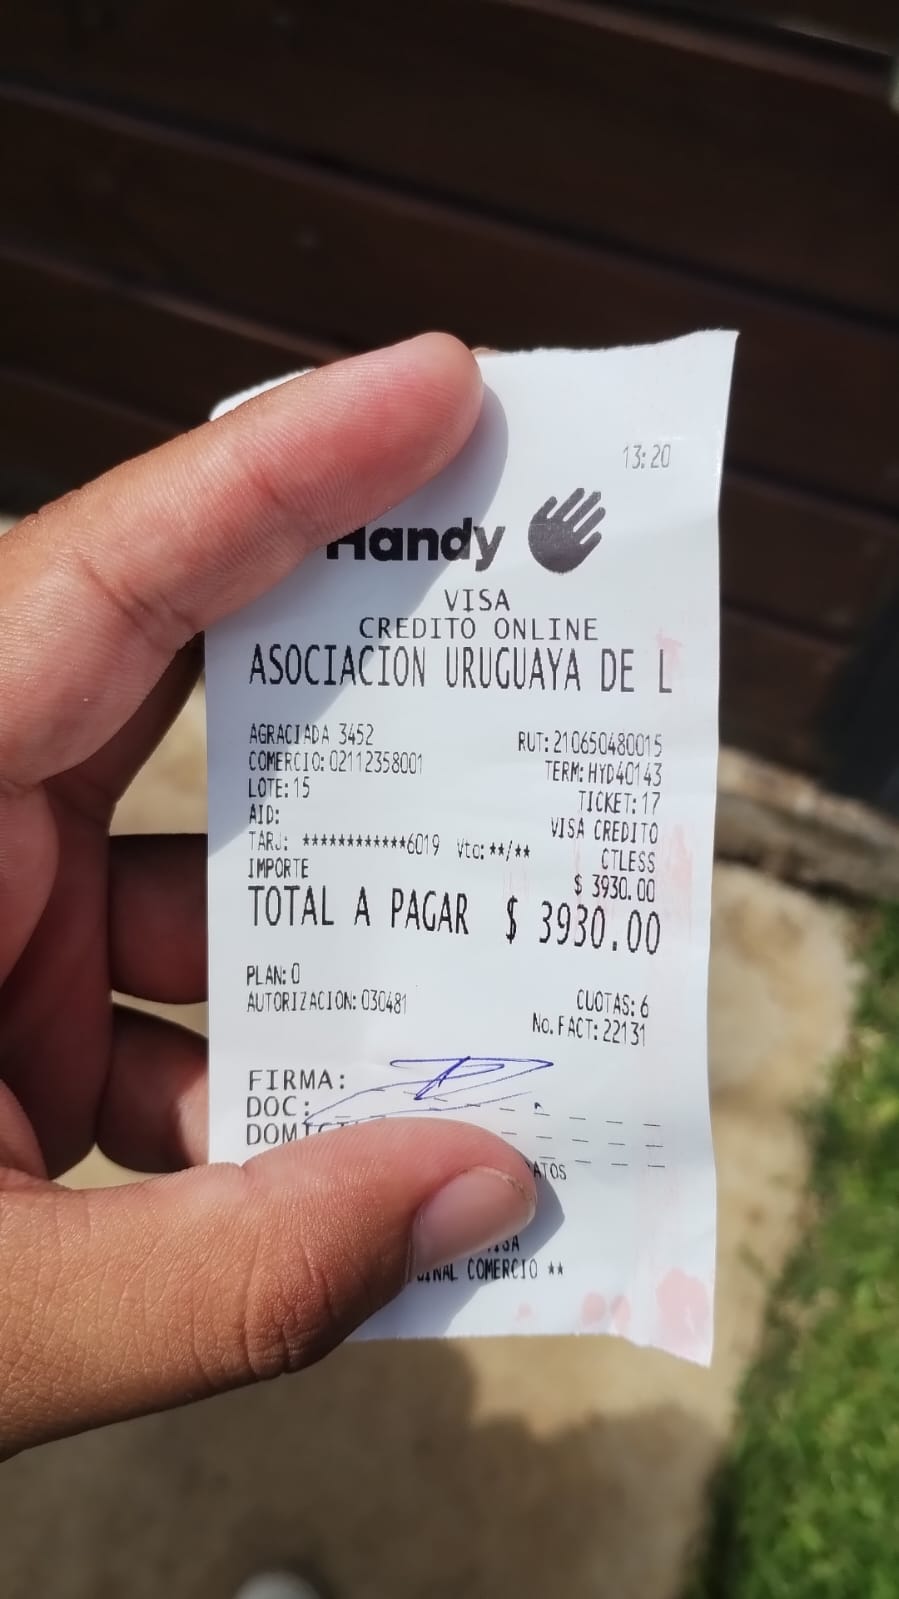 13:20
Handy
VISA
CREDITO ONLINE
ASOCIACION URUGUAYA DE L
AGRACIADA 3452 RUT: 210650480015
COMERCIO: 02112358001 TERM: HYD40143
LOTE: 15 TICKET: 17
AID: VISA CREDITO
TARJ: ************6019 Vto: **/** CTLESS
IMPORTE $ 3930.00
TOTAL A PAGAR $ 3930.00
PLAN: 0 CUOTAS: 6
AUTORIZACION: 030481 No. FACT: 22131
FIRMA:
DOC:
COMERCIO **